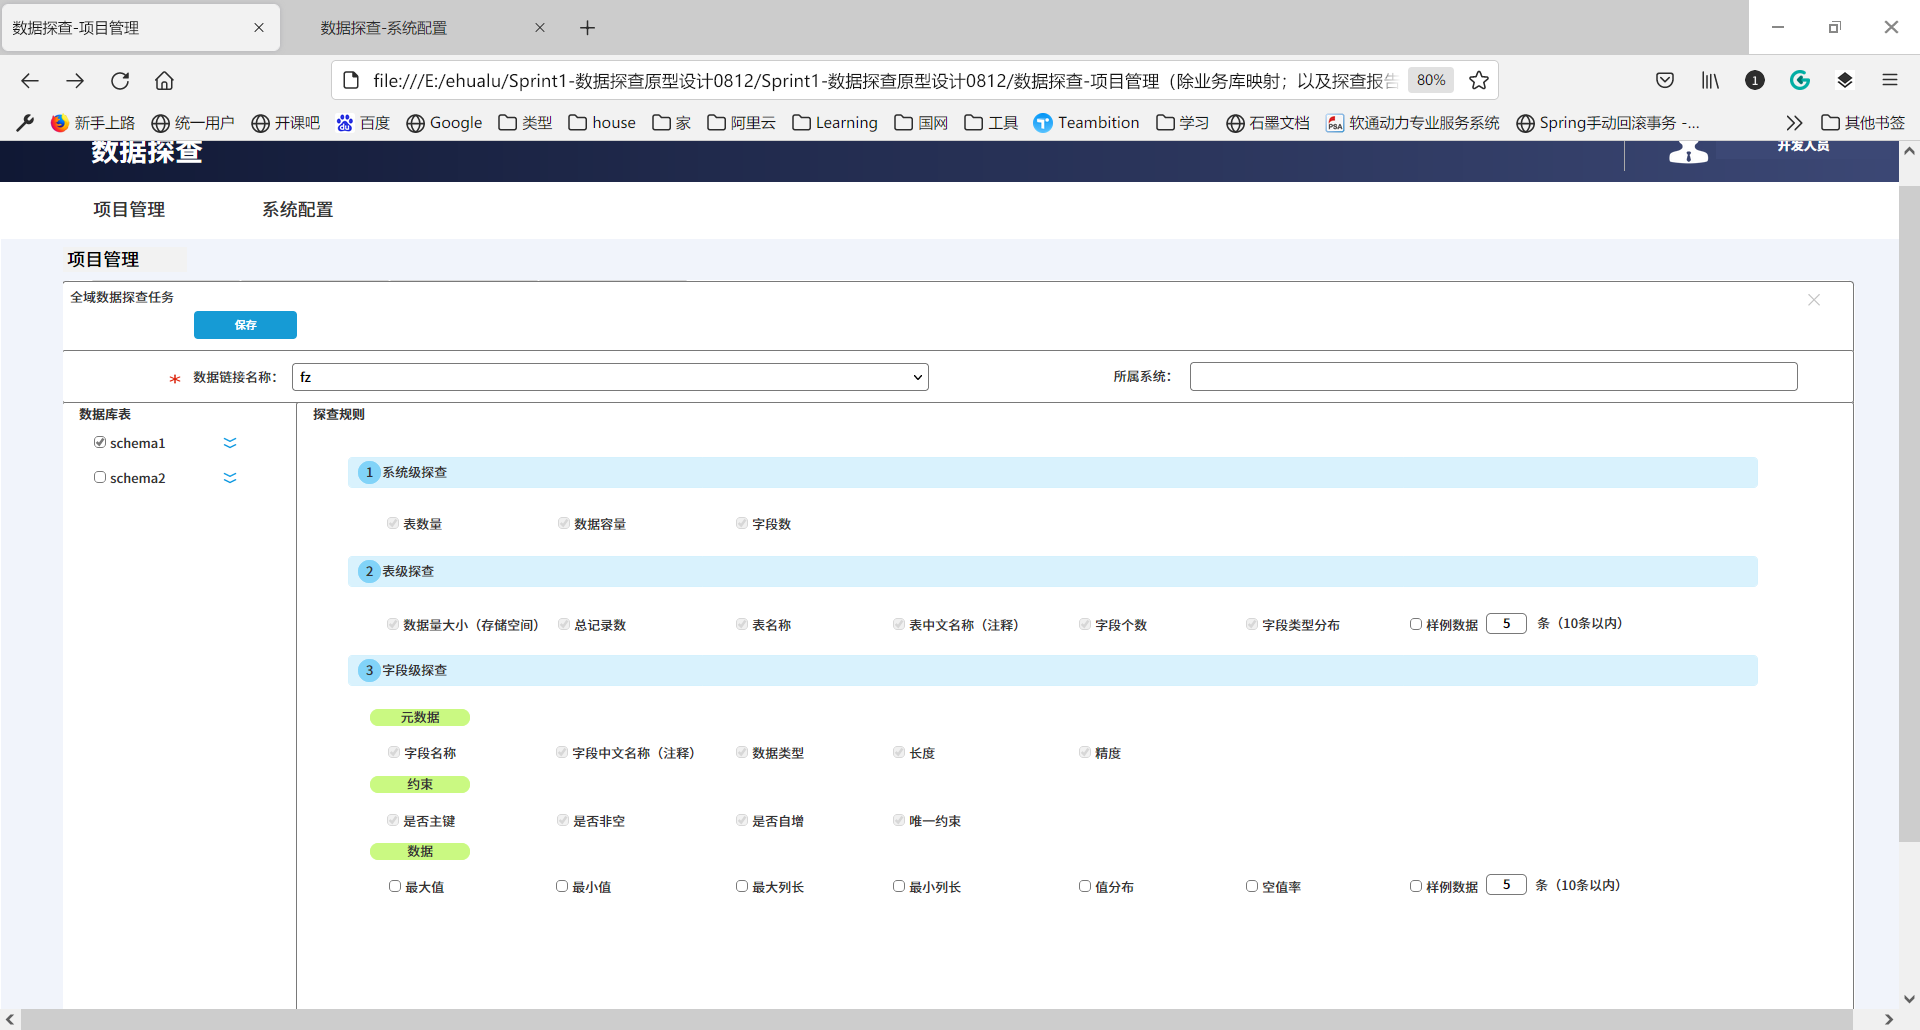 数据探查-项目管理
数据探查-系统配置
file:///E:/ehualu/Sprint1-数据探查原型设计0812/Sprint1-数据探查原型设计0812/数据探查-项目管理（除业务库映射；以及探查报告
80%
1
新手上路
统一用户
开课吧
百度
Google
类型
house
家
阿里云
Learning
国网
工具
Teambition
学习
石墨文档
PSA
软通动力专业服务系统
Spring手动回滚事务 -...
其他书签
数据探查
开发人员
项目管理
系统配置
项目管理
全域数据探查任务
保存
* 数据链接名称：
fz
所属系统：
数据库表
探查规则
schema1
schema2
1 系统级探查
表数量
数据容量
字段数
2 表级探查
数据量大小（存储空间）
总记录数
表名称
表中文名称（注释）
字段个数
字段类型分布
样例数据 5 条（10条以内）
3 字段级探查
元数据
字段名称
字段中文名称（注释）
数据类型
长度
精度
约束
是否主键
是否非空
是否自增
唯一约束
数据
最大值
最小值
最大列长
最小列长
值分布
空值率
样例数据 5 条（10条以内）